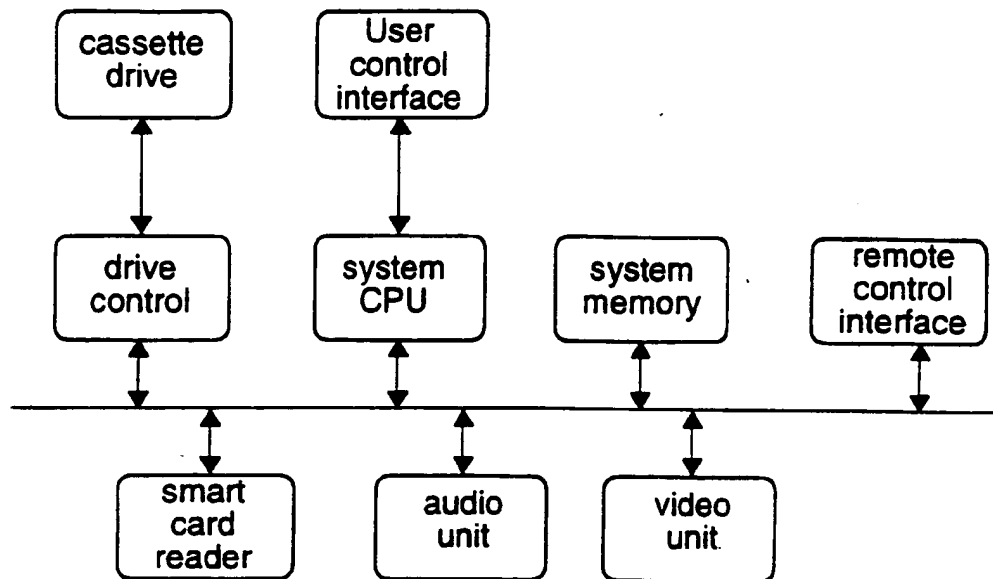 cassette
drive
User
control
interface
drive
control
system
CPU
system
memory
remote
control
interface
smart
card
reader
audio
unit
video
unit